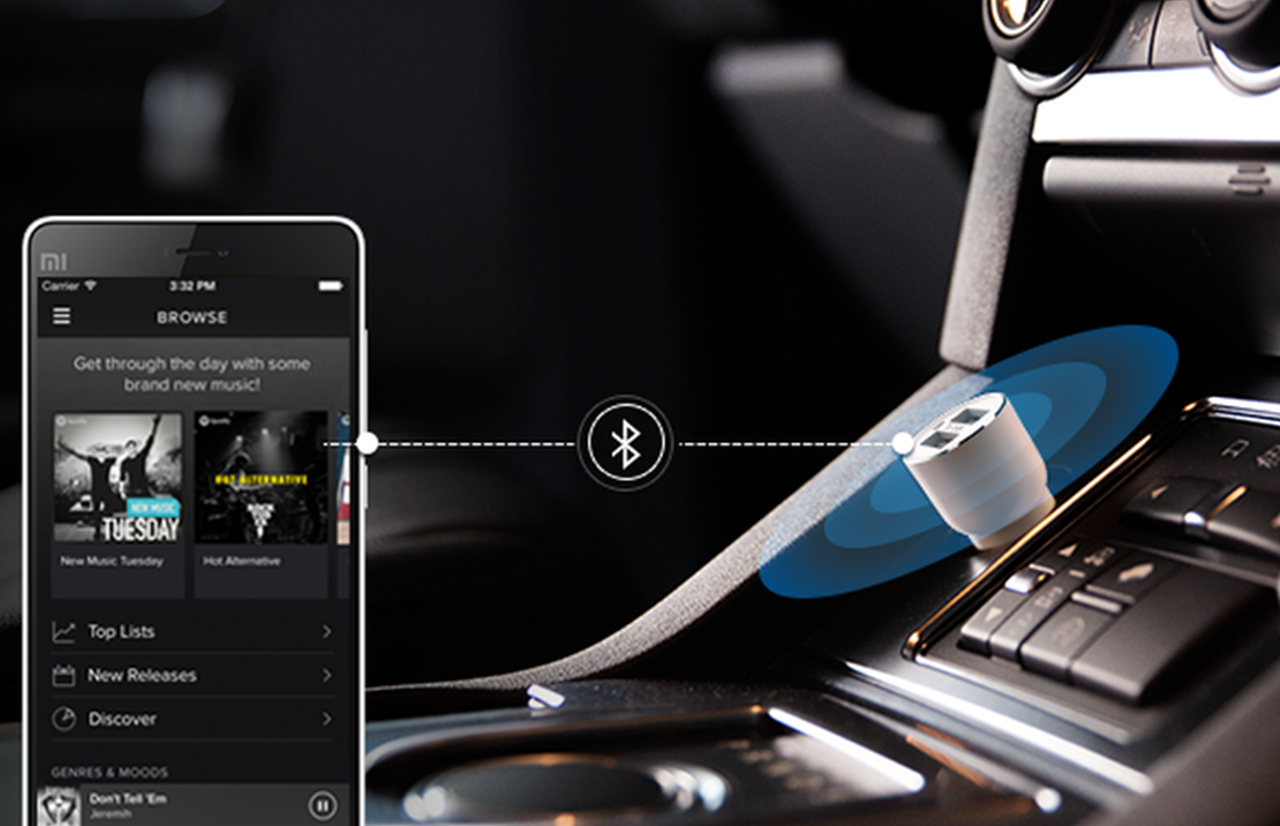 MI
Carrier
3:32 PM
BROWSE
Get through the day with some
brand new music!
NEW MUSIC
TUESDAY
HOT ALTERNATIVE
New Music Tuesday
Hot Alternative
Top Lists
New Releases
Discover
GENRES & MOODS
Don't Tell 'Em
Jeremih